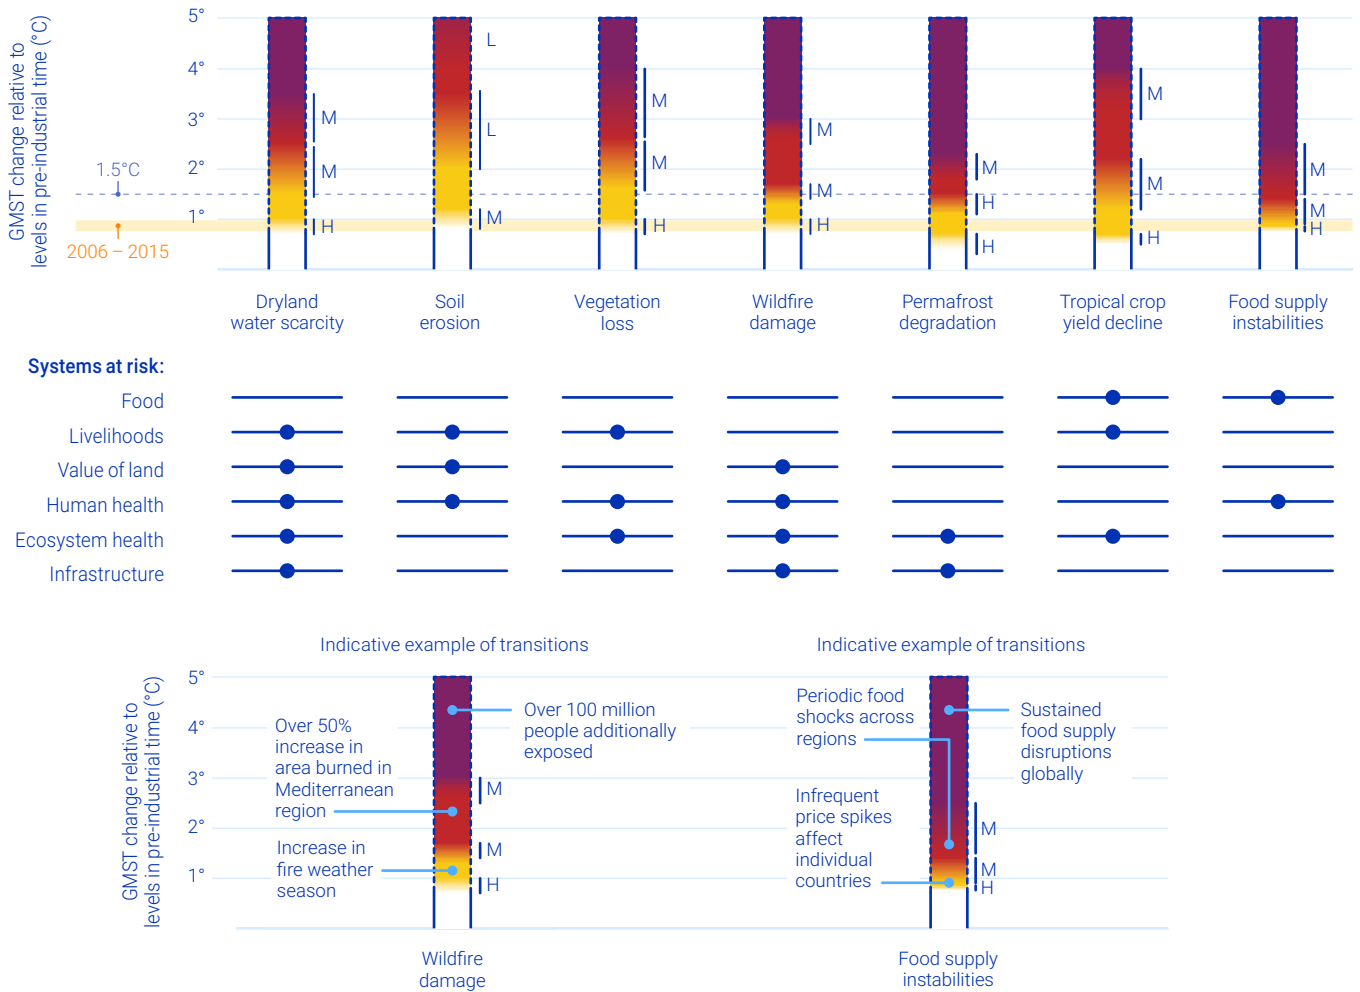 GMST change relative to
levels in pre-industrial time (°C)
5°
4°
3°
2°
1°
1.5°C
2006 – 2015
M
M
H
L
L
M
M
M
H
M
M
H
M
H
H
M
M
H
M
M
H
Dryland
water scarcity
Soil
erosion
Vegetation
loss
Wildfire
damage
Permafrost
degradation
Tropical crop
yield decline
Food supply
instabilities
Systems at risk:
Food
Livelihoods
Value of land
Human health
Ecosystem health
Infrastructure
Indicative example of transitions
GMST change relative to
levels in pre-industrial time (°C)
5°
4°
3°
2°
1°
Over 50%
increase in
area burned in
Mediterranean
region
Increase in
fire weather
season
Over 100 million
people additionally
exposed
M
M
H
Wildfire
damage
Indicative example of transitions
Periodic food
shocks across
regions
Infrequent
price spikes
affect
individual
countries
Sustained
food supply
disruptions
globally
M
M
H
Food supply
instabilities